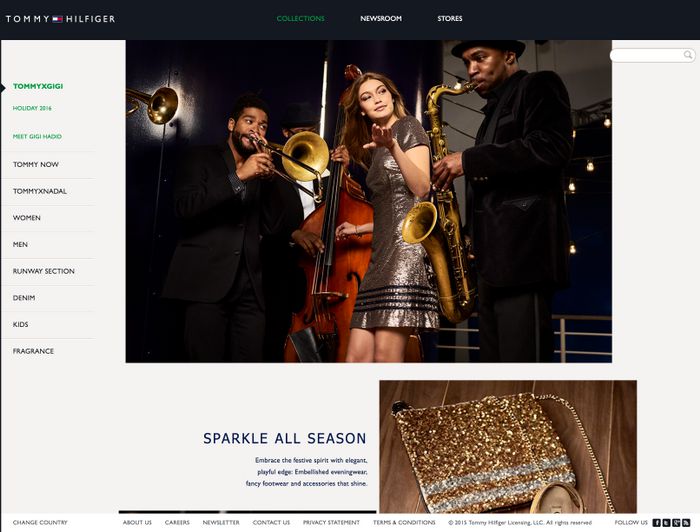 TOMMY HILFIGER
COLLECTIONS
NEWSROOM
STORES
TOMMYXGIGI
HOLIDAY 2016
MEET GIGI HADID
TOMMY NOW
TOMMYXNADAL
WOMEN
MEN
RUNWAY SECTION
DENIM
KIDS
FRAGRANCE
SPARKLE ALL SEASON
Embrace the festive spirit with elegant,
playful edge: Embellished eveningwear,
fancy footwear and accessories that shine.
CHANGE COUNTRY
ABOUT US
CAREERS
NEWSLETTER
CONTACT US
PRIVACY STATEMENT
TERMS & CONDITIONS
© 2015 Tommy Hilfiger Licensing, LLC. All rights reserved
FOLLOW US